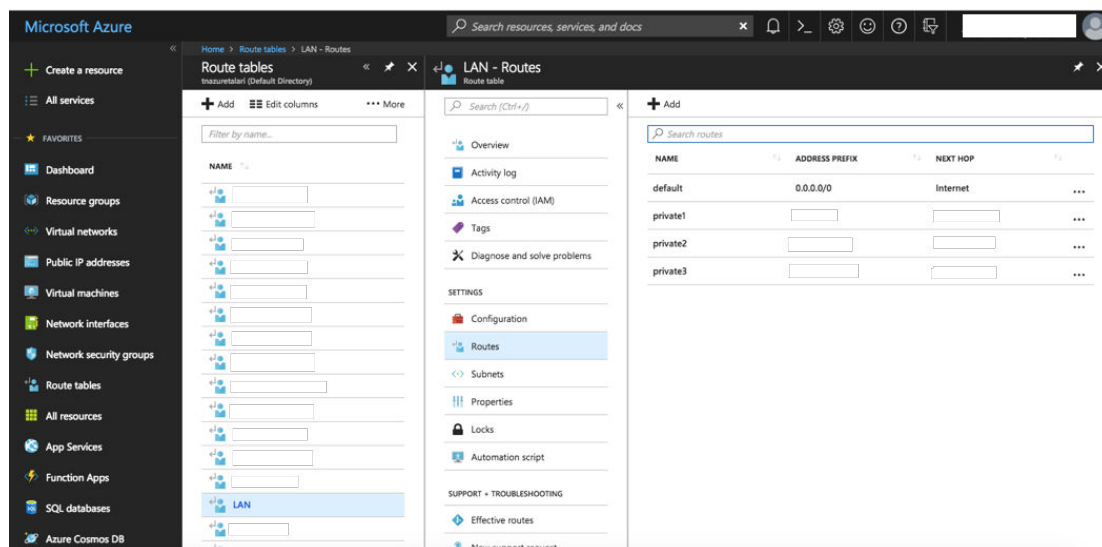 Microsoft Azure
Search resources, services, and docs
Create a resource
All services
FAVORITES
Dashboard
Resource groups
Virtual networks
Public IP addresses
Virtual machines
Network interfaces
Network security groups
Route tables
All resources
App Services
Function Apps
SQL databases
Azure Cosmos DB
Home > Route tables > LAN - Routes
Route tables
tnazuretalari (Default Directory)
Add Edit columns More
Filter by name...
NAME
LAN
LAN - Routes
Route table
Search (Ctrl+/)
Overview
Activity log
Access control (IAM)
Tags
Diagnose and solve problems
SETTINGS
Configuration
Routes
Subnets
Properties
Locks
Automation script
SUPPORT + TROUBLESHOOTING
Effective routes
New support request
Add
Search routes
NAME ADDRESS PREFIX NEXT HOP
default 0.0.0.0/0 Internet
private1
private2
private3